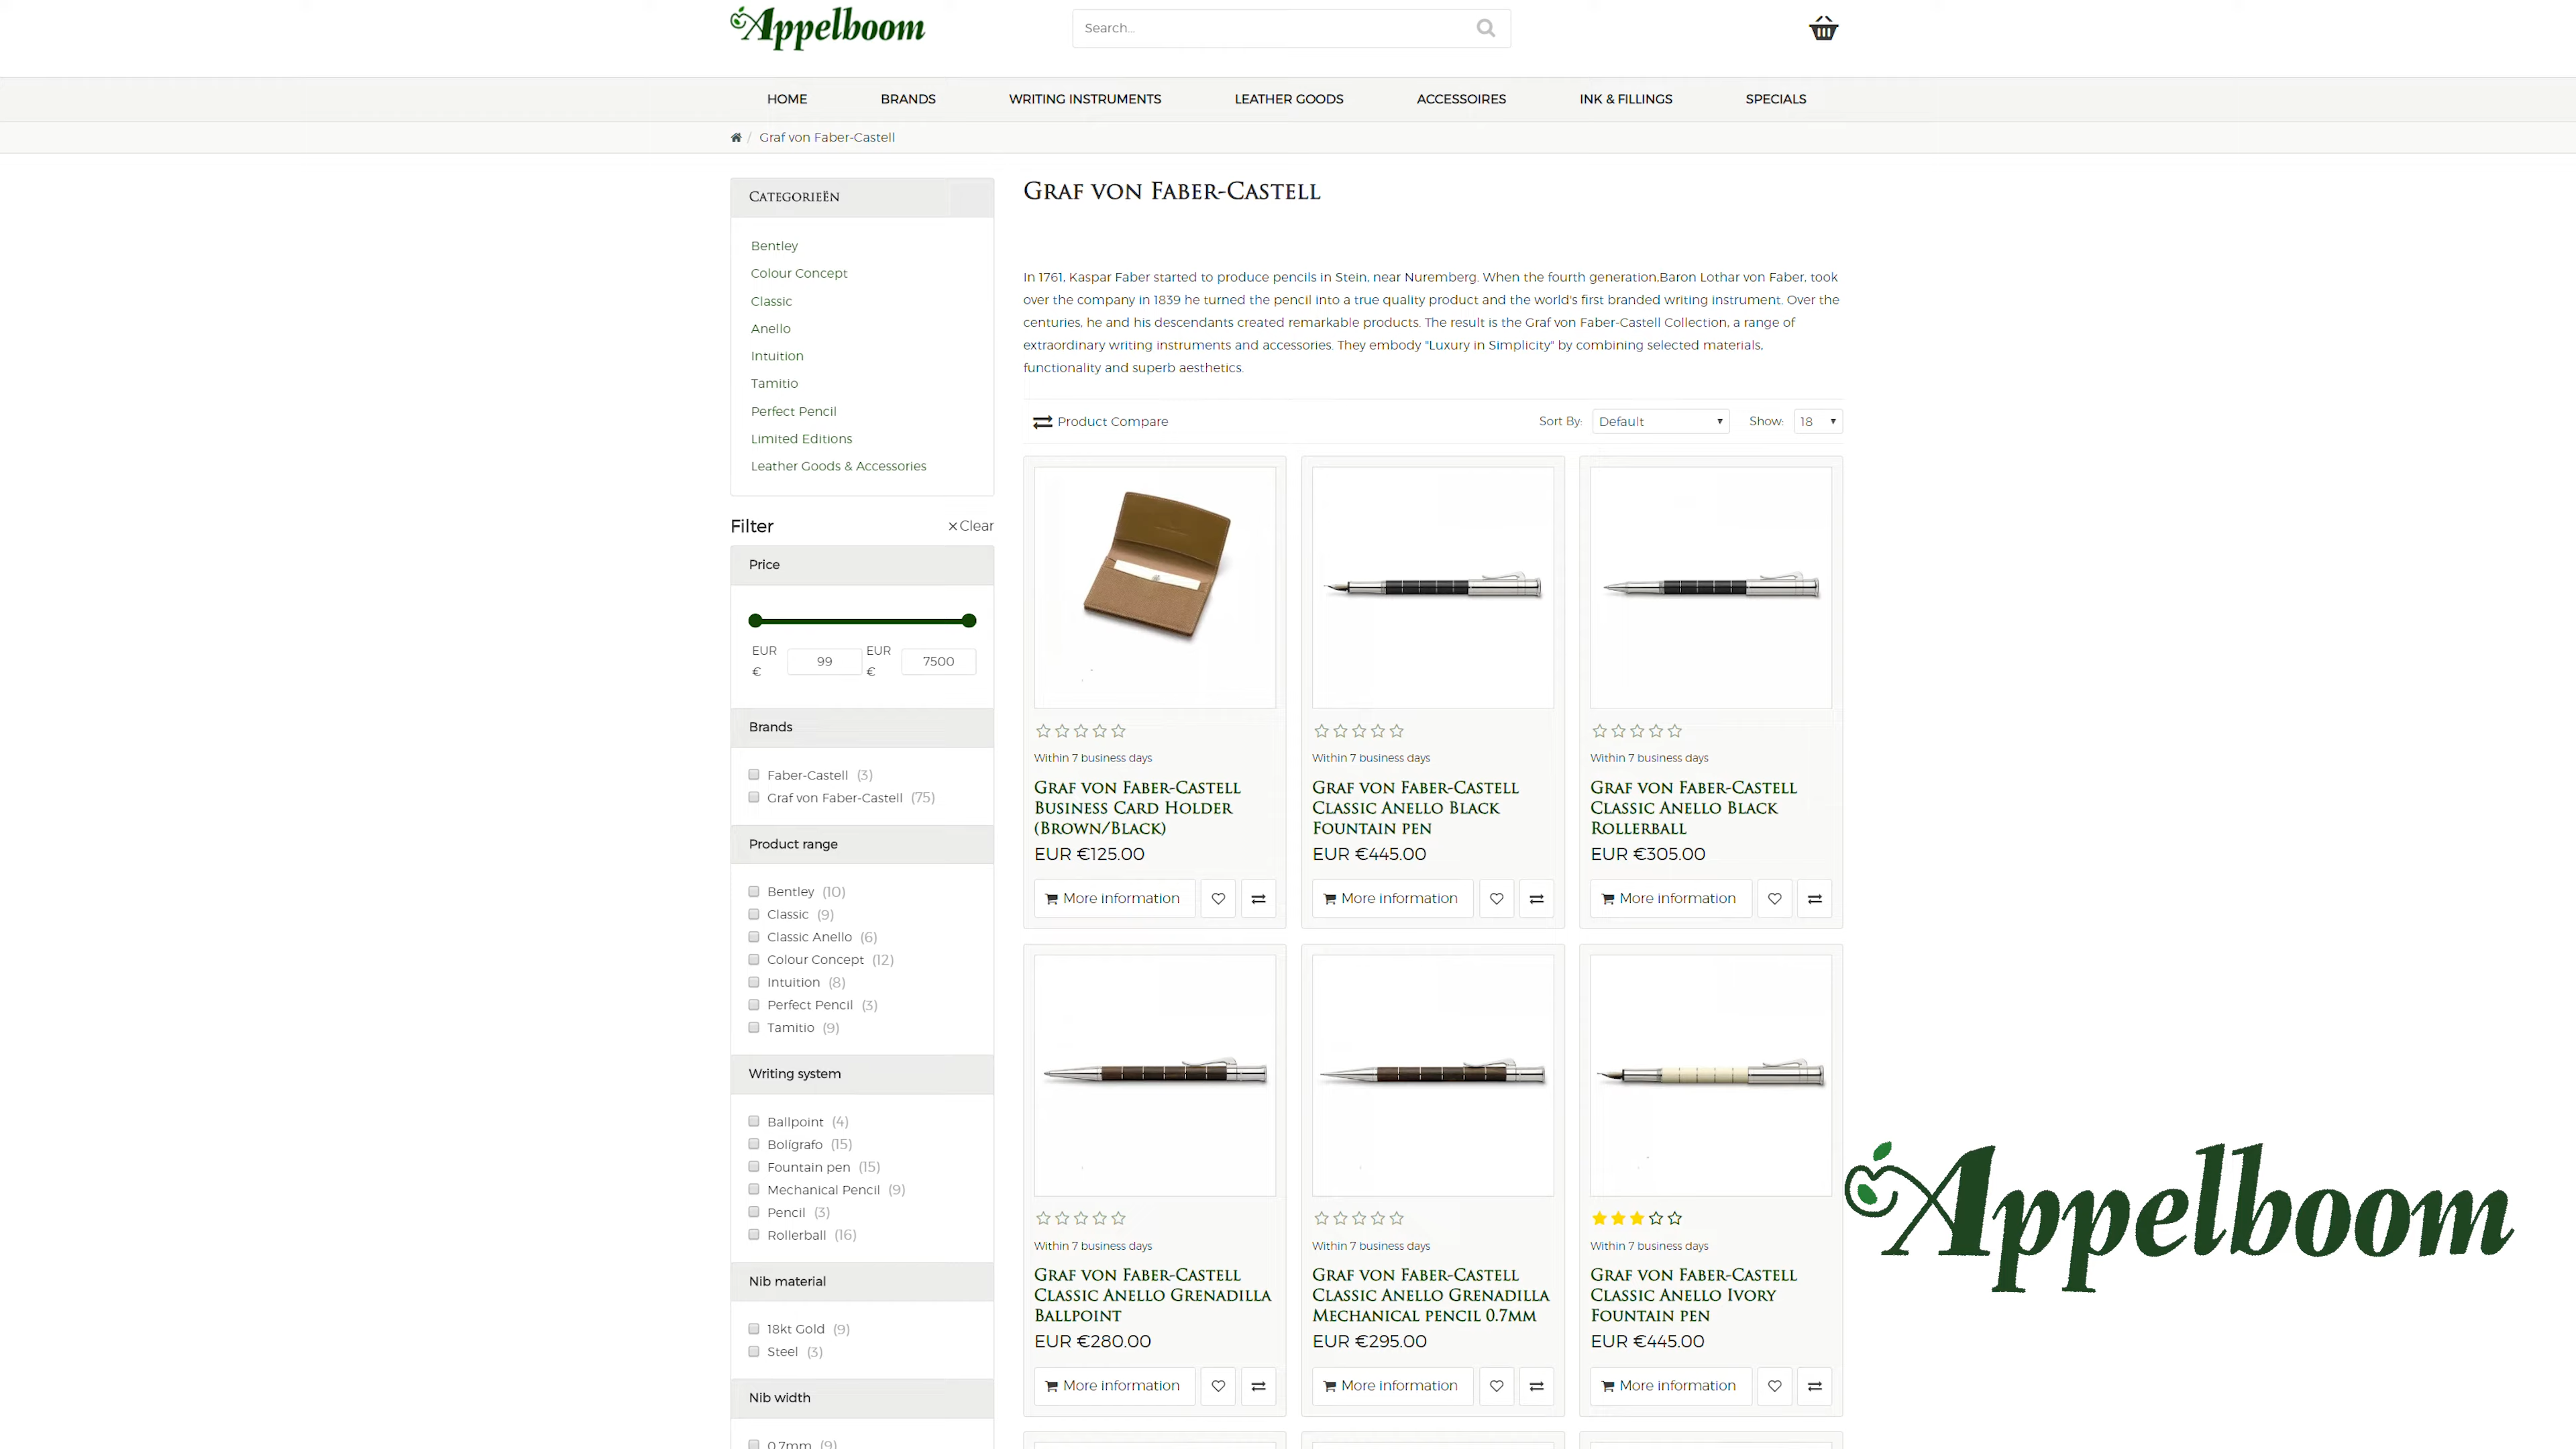 Appelboom
Search...
HOME BRANDS WRITING INSTRUMENTS LEATHER GOODS ACCESSOIRES INK & FILLINGS SPECIALS
/ Graf von Faber-Castell
Categorieën
Bentley
Colour Concept
Classic
Anello
Intuition
Tamitio
Perfect Pencil
Limited Editions
Leather Goods & Accessories
Filter
× Clear
Price
EUR € 99 EUR € 7500
Brands
Faber-Castell (3)
Graf von Faber-Castell (75)
Product range
Bentley (10)
Classic (9)
Classic Anello (6)
Colour Concept (12)
Intuition (8)
Perfect Pencil (3)
Tamitio (9)
Writing system
Ballpoint (4)
Bolígrafo (15)
Fountain pen (15)
Mechanical Pencil (9)
Pencil (3)
Rollerball (16)
Nib material
18kt Gold (9)
Steel (3)
Nib width
0.7mm (9)
Graf von Faber-Castell
In 1761, Kaspar Faber started to produce pencils in Stein, near Nuremberg. When the fourth generation,Baron Lothar von Faber, took
over the company in 1839 he turned the pencil into a true quality product and the world's first branded writing instrument. Over the
centuries, he and his descendants created remarkable products. The result is the Graf von Faber-Castell Collection, a range of
extraordinary writing instruments and accessories. They embody "Luxury in Simplicity" by combining selected materials,
functionality and superb aesthetics.
Product Compare
Sort By: Default
Show: 18
Within 7 business days
Graf von Faber-Castell
Business Card Holder
(Brown/Black)
EUR €125.00
More information
Within 7 business days
Graf von Faber-Castell
Classic Anello Black
Fountain pen
EUR €445.00
More information
Within 7 business days
Graf von Faber-Castell
Classic Anello Black
Rollerball
EUR €305.00
More information
Within 7 business days
Graf von Faber-Castell
Classic Anello Grenadilla
Ballpoint
EUR €280.00
More information
Within 7 business days
Graf von Faber-Castell
Classic Anello Grenadilla
Mechanical pencil 0.7mm
EUR €295.00
More information
Within 7 business days
Graf von Faber-Castell
Classic Anello Ivory
Fountain pen
EUR €445.00
More information
Appelboom